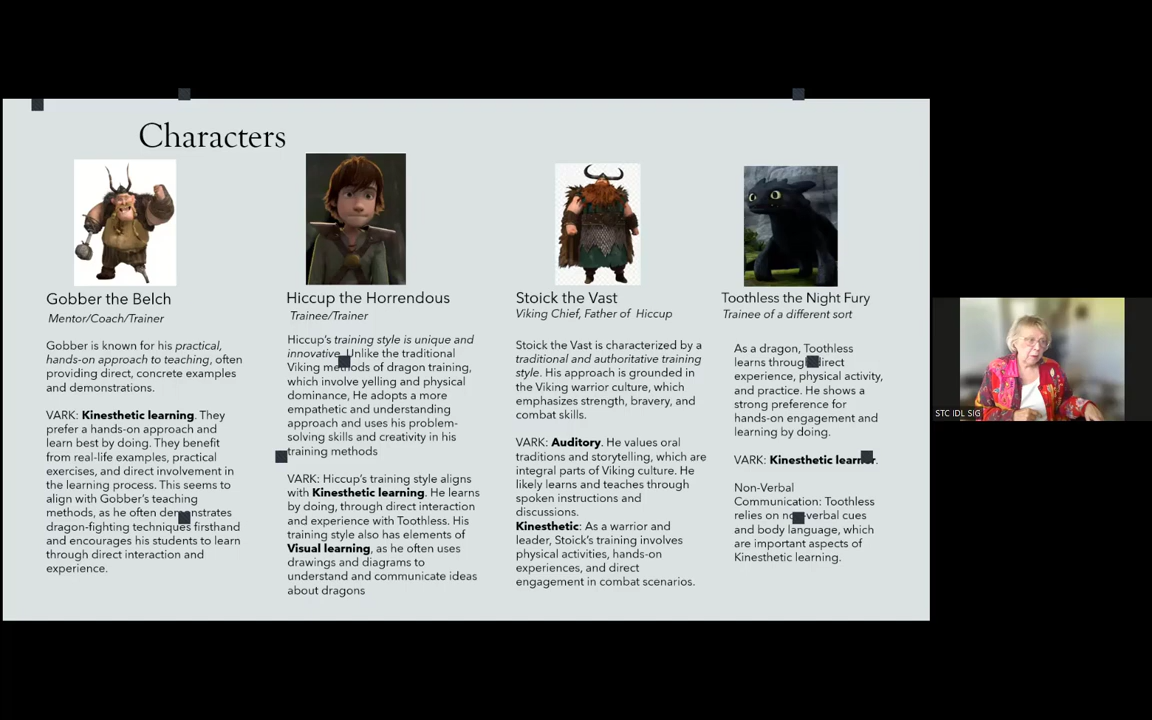 Characters
Gobber the Belch
Mentor/Coach/Trainer
Gobber is known for his practical,
hands-on approach to teaching, often
providing direct, concrete examples
and demonstrations.
VARK: Kinesthetic learning. They
prefer a hands-on approach and
learn best by doing. They benefit
from real-life examples, practical
exercises, and direct involvement in
the learning process. This seems to
align with Gobber's teaching
methods, as he often demonstrates
dragon-fighting techniques firsthand
and encourages his students to learn
through direct interaction and
experience.
Hiccup the Horrendous
Trainee/Trainer
Hiccup's training style is unique and
innovative. Unlike the traditional
Viking methods of dragon training,
which involve yelling and physical
dominance, He adopts a more
empathetic and understanding
approach and uses his problem-
solving skills and creativity in his
training methods
VARK: Hiccup's training style aligns
with Kinesthetic learning. He learns
by doing, through direct interaction
and experience with Toothless. His
training style also has elements of
Visual learning, as he often uses
drawings and diagrams to
understand and communicate ideas
about dragons
Stoick the Vast
Viking Chief, Father of Hiccup
Stoick the Vast is characterized by a
traditional and authoritative training
style. His approach is grounded in
the Viking warrior culture, which
emphasizes strength, bravery, and
combat skills.
VARK: Auditory. He values oral
traditions and storytelling, which are
integral parts of Viking culture. He
likely learns and teaches through
spoken instructions and
discussions.
Kinesthetic: As a warrior and
leader, Stoick's training involves
physical activities, hands-on
experiences, and direct
engagement in combat scenarios.
Toothless the Night Fury
Trainee of a different sort
As a dragon, Toothless
learns through direct
experience, physical activity,
and practice. He shows a
strong preference for
hands-on engagement and
learning by doing.
VARK: Kinesthetic learner.
Non-Verbal
Communication: Toothless
relies on non-verbal cues
and body language, which
are important aspects of
Kinesthetic learning.
STC IDL SIG